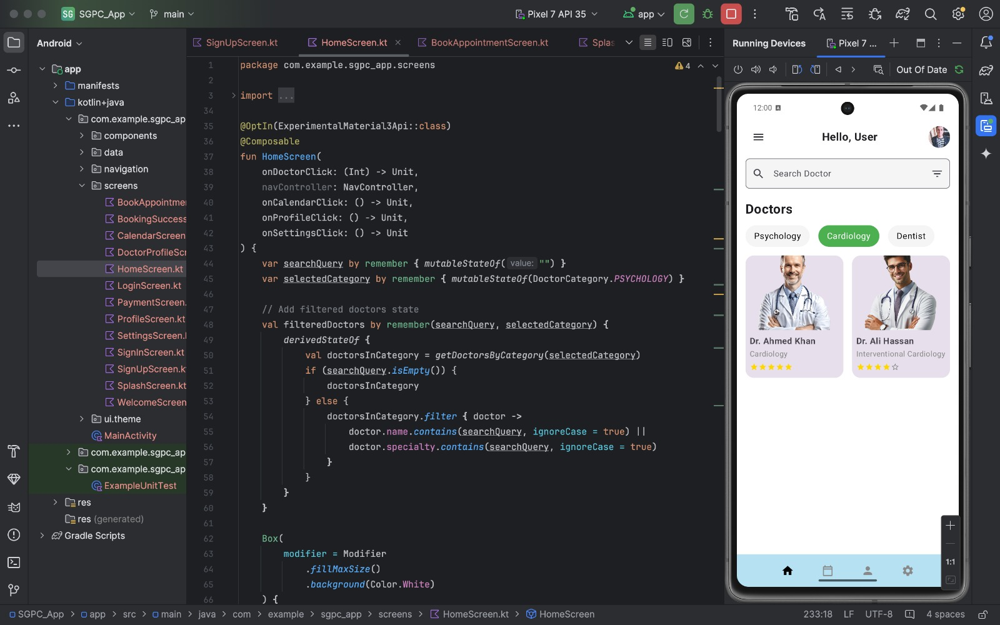 SG SGPC_App main Pixel 7 API 35 app
Android
app
manifests
kotlin+java
com.example.sgpc_ap
components
data
navigation
screens
BookAppointme
BookingSuccess
CalendarScreen
DoctorProfileScr
HomeScreen.kt
LoginScreen.kt
PaymentScreen.
ProfileScreen.kt
SettingsScreen.
SignInScreen.kt
SignUpScreen.k
SplashScreen.kt
WelcomeScreen
ui.theme
MainActivity
com.example.sgpc_ap
com.example.sgpc_ap
ExampleUnitTest
res
res (generated)
Gradle Scripts
SignUpScreen.kt HomeScreen.kt BookAppointmentScreen.kt Splas
4
1 package com.example.sgpc_app.screens
2
3 import ...
34
35 @OptIn(ExperimentalMaterial3Api::class)
36 @Composable
37 fun HomeScreen(
38 onDoctorClick: (Int) -> Unit,
39 navController: NavController,
40 onCalendarClick: () -> Unit,
41 onProfileClick: () -> Unit,
42 onSettingsClick: () -> Unit
43 ) {
44 var searchQuery by remember { mutableStateOf( value: "") }
45 var selectedCategory by remember { mutableStateOf(DoctorCategory.PSYCHOLOGY) }
46
47 // Add filtered doctors state
48 val filteredDoctors by remember(searchQuery, selectedCategory) {
49 derivedStateOf {
50 val doctorsInCategory = getDoctorsByCategory(selectedCategory)
51 if (searchQuery.isEmpty()) {
52 doctorsInCategory
53 } else {
54 doctorsInCategory.filter { doctor ->
55 doctor.name.contains(searchQuery, ignoreCase = true) ||
56 doctor.specialty.contains(searchQuery, ignoreCase = true)
57 }
58 }
59 }
60 }
61
62 Box(
63 modifier = Modifier
64 .fillMaxSize()
65 .background(Color.White)
66 ) {
Running Devices Pixel 7 ...
Out Of Date
12:00
Hello, User
Search Doctor
Doctors
Psychology Cardiology Dentist
Dr. Ahmed Khan Dr. Ali Hassan
Cardiology Interventional Cardiology
1:1
SGPC_App app src main java com example sgpc_app screens HomeScreen.kt HomeScreen 233:18 LF UTF-8 4 spaces